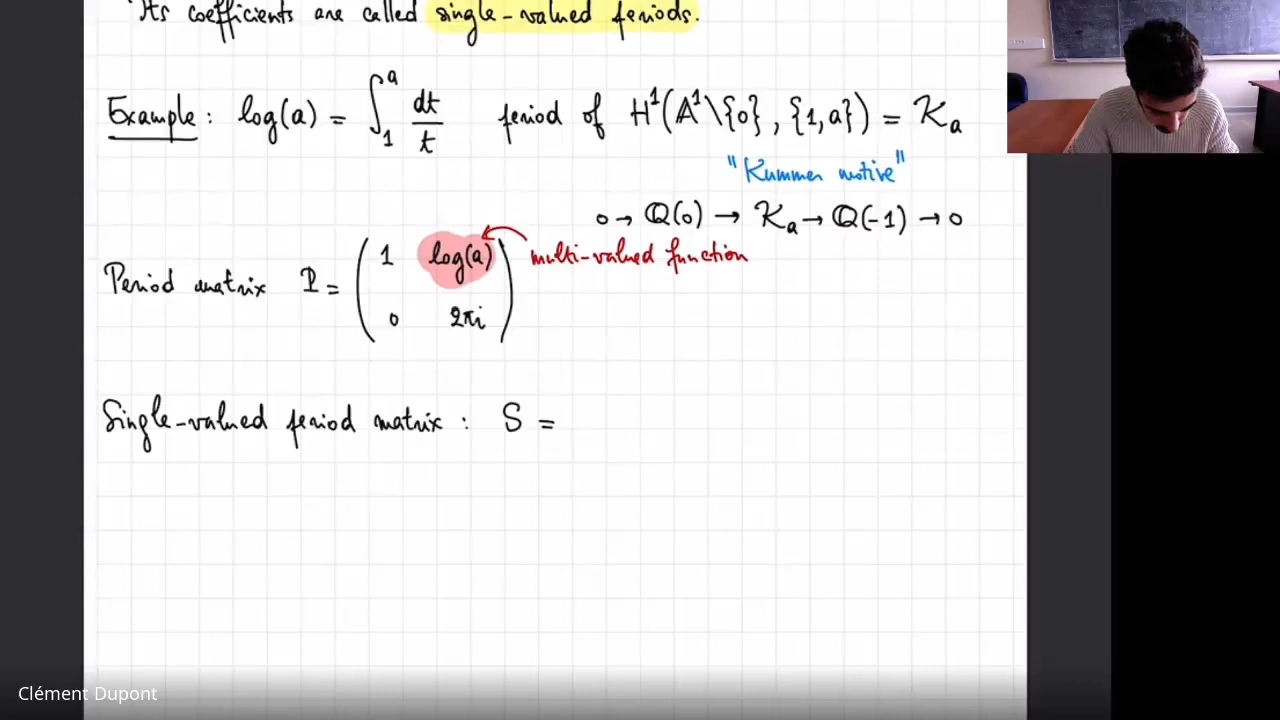 Its coefficients are called single-valued periods.
Example: log(a) = ∫₁ᵃ dt/t period of H¹(A¹\{0}, {1,a}) = K_a
"Kummer motive"
0 → Q(0) → K_a → Q(-1) → 0
Period matrix P = ( 1 log(a) multi-valued function
0 2πi )
Single-valued period matrix : S =
Clément Dupont